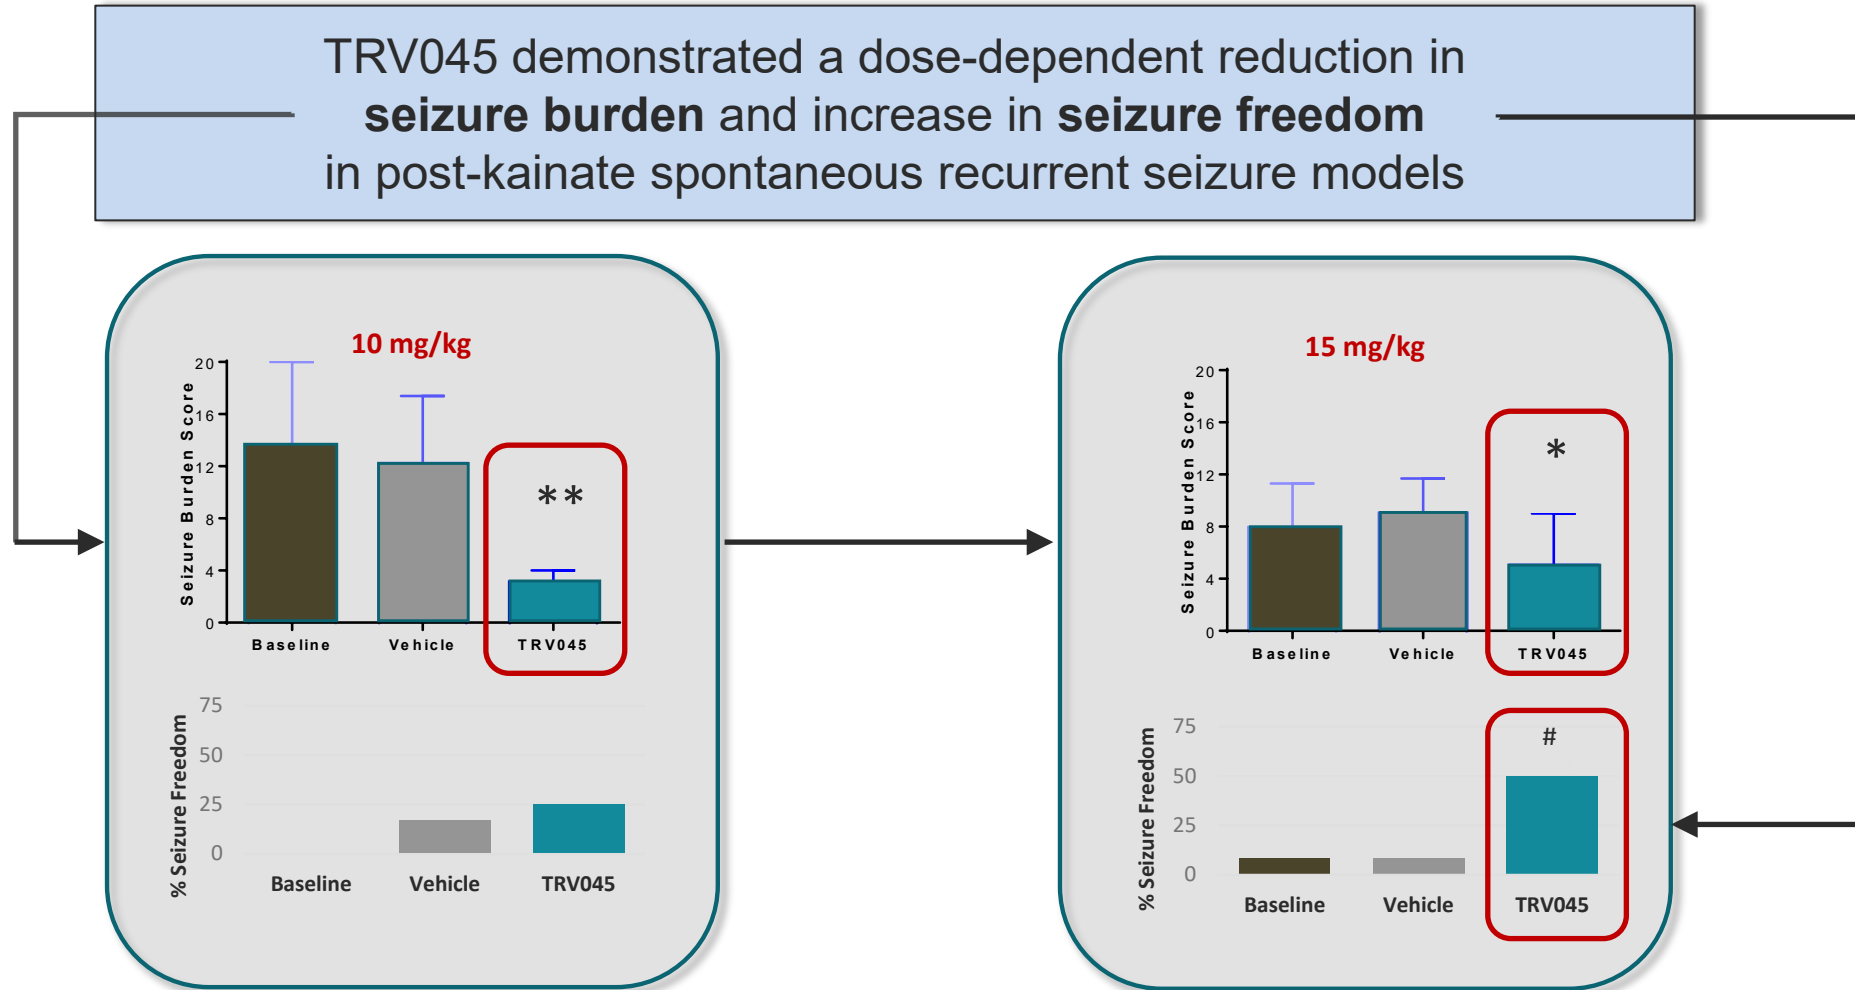 TRV045 demonstrated a dose-dependent reduction in
seizure burden and increase in seizure freedom
in post-kainate spontaneous recurrent seizure models
10 mg/kg
Seizure Burden Score
20
16
12
8
4
0
**
Baseline Vehicle TRV045
% Seizure Freedom
75
50
25
0
Baseline Vehicle TRV045
15 mg/kg
Seizure Burden Score
20
16
12
8
4
0
*
Baseline Vehicle TRV045
% Seizure Freedom
75
50
25
0
#
Baseline Vehicle TRV045